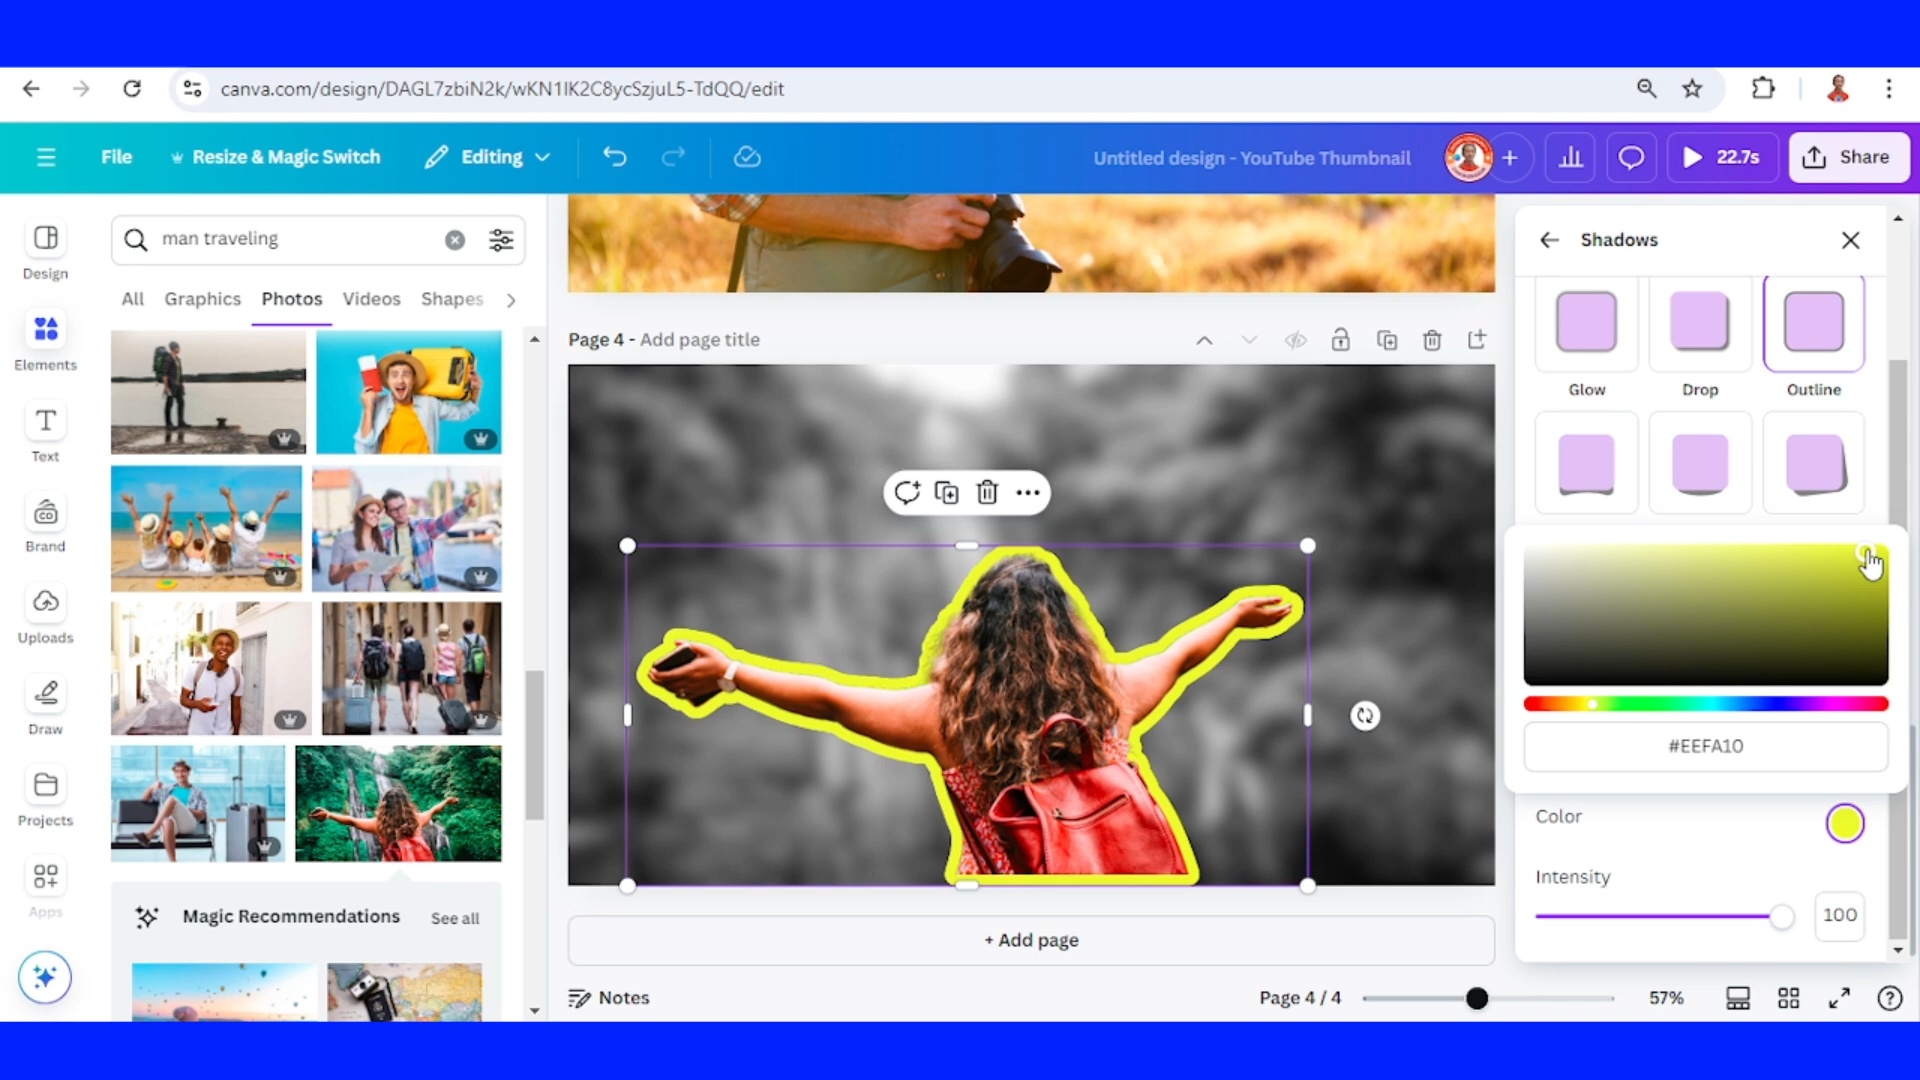 canva.com/design/DAGL7zbiN2k/wKN1IK2C8ycSzjuL5-TdQQ/edit
File
Resize & Magic Switch
Editing
Untitled design - YouTube Thumbnail
22.7s
Share
Design
Elements
Text
Brand
Uploads
Draw
Projects
Apps
man traveling
All Graphics Photos Videos Shapes
Magic Recommendations
See all
Page 4 - Add page title
+ Add page
Notes
Page 4 / 4
57%
Shadows
Glow
Drop
Outline
#EEFA10
Color
Intensity
100